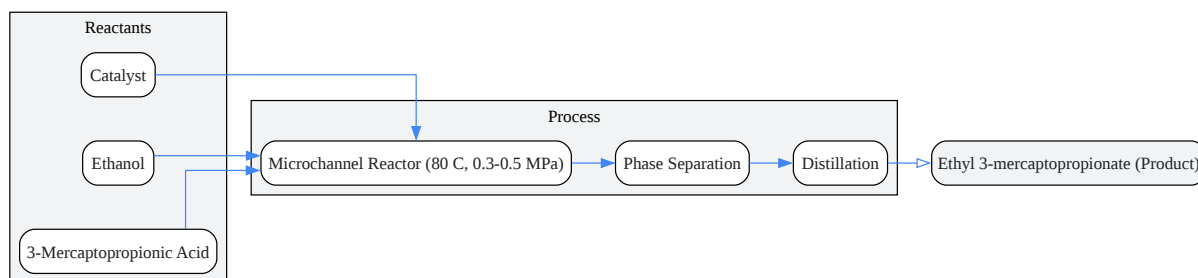 Reactants
Catalyst
Process
Ethanol
Microchannel Reactor (80 C, 0.3-0.5 MPa)
Phase Separation
Distillation
Ethyl 3-mercaptopropionate (Product)
3-Mercaptopropionic Acid